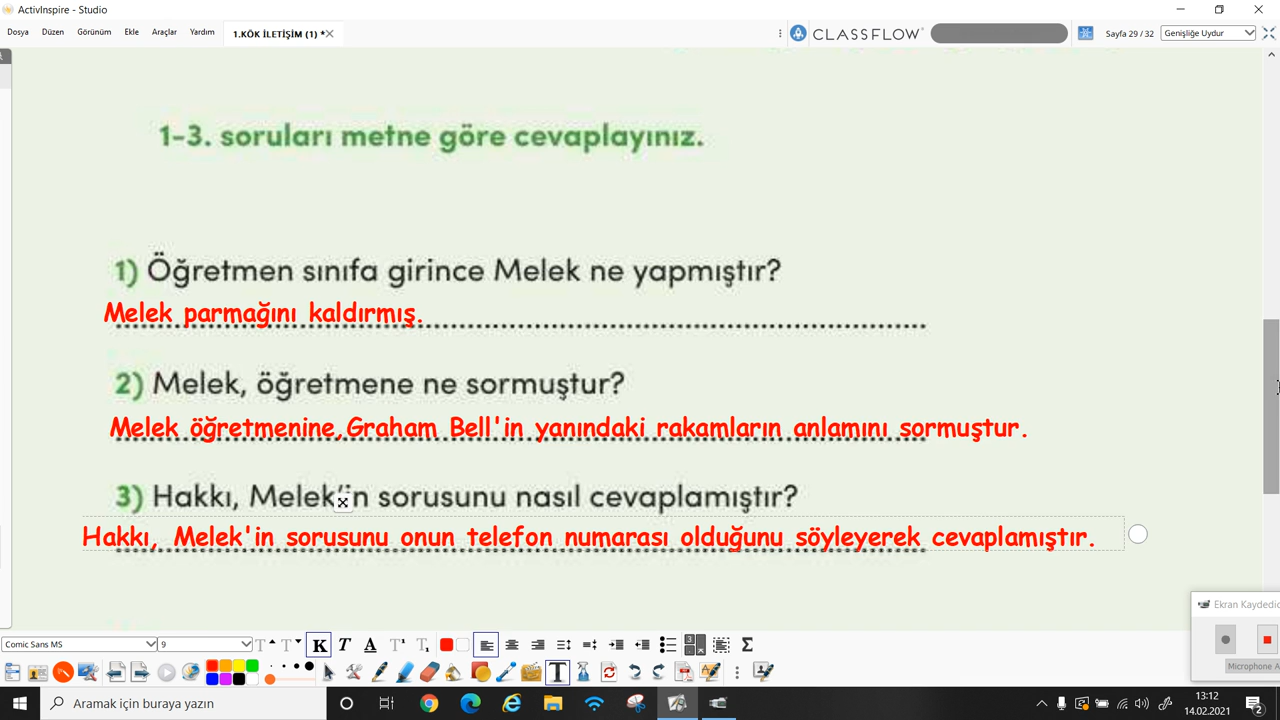 ActivInspire - Studio
Dosya Düzen Görünüm Ekle Araçlar Yardım 1.KÖK İLETİŞİM (1) * CLASSFLOW Sayfa 29 / 32 Genişliğe Uydur
1-3. soruları metne göre cevaplayınız.
1) Öğretmen sınıfa girince Melek ne yapmıştır?
Melek parmağını kaldırmış.
2) Melek, öğretmene ne sormuştur?
Melek öğretmenine,Graham Bell'in yanındaki rakamların anlamını sormuştur.
3) Hakkı, Melek'in sorusunu nasıl cevaplamıştır?
Hakkı, Melek'in sorusunu onun telefon numarası olduğunu söyleyerek cevaplamıştır.
Ekran Kaydedic
Microphone A
Comic Sans MS 9 K T A
Aramak için buraya yazın
13:12
14.02.2021
2